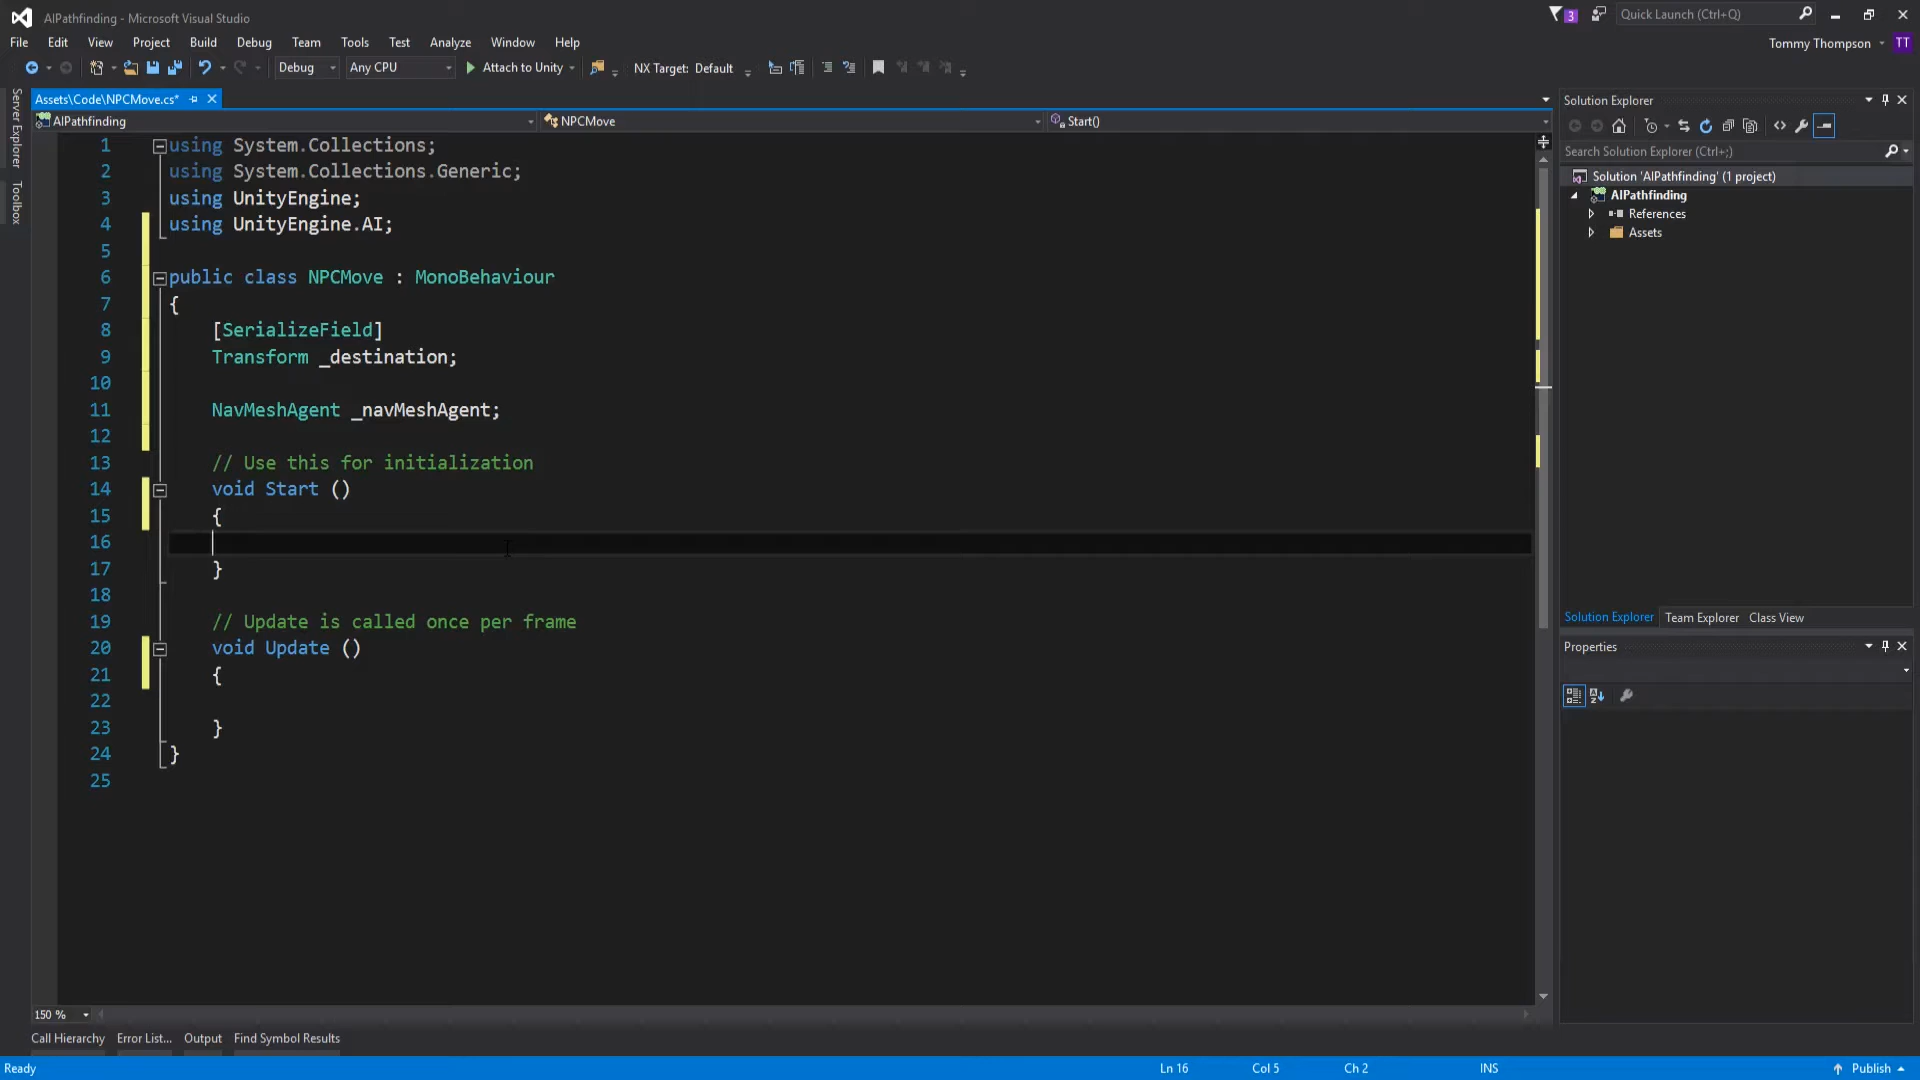 AIPathfinding - Microsoft Visual Studio
3
Quick Launch (Ctrl+Q)
File Edit View Project Build Debug Team Tools Test Analyze Window Help
Tommy Thompson TT
Debug Any CPU Attach to Unity NX Target: Default
Server Explorer
Toolbox
Assets\Code\NPCMove.cs*
AIPathfinding NPCMove Start()
1 using System.Collections;
2 using System.Collections.Generic;
3 using UnityEngine;
4 using UnityEngine.AI;
5
6 public class NPCMove : MonoBehaviour
7 {
8 [SerializeField]
9 Transform _destination;
10
11 NavMeshAgent _navMeshAgent;
12
13 // Use this for initialization
14 void Start ()
15 {
16
17 }
18
19 // Update is called once per frame
20 void Update ()
21 {
22
23 }
24 }
25
150 %
Call Hierarchy Error List... Output Find Symbol Results
Solution Explorer
Search Solution Explorer (Ctrl+;)
Solution 'AIPathfinding' (1 project)
AIPathfinding
References
Assets
Solution Explorer Team Explorer Class View
Properties
Ready Ln 16 Col 5 Ch 2 INS Publish